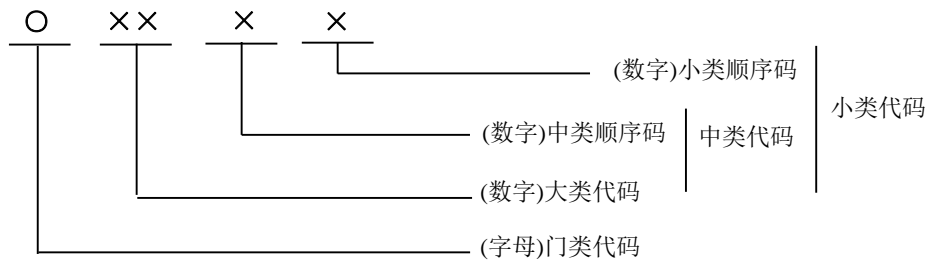 ○ ×× × ×
(数字)小类顺序码
小类代码
(数字)中类顺序码
中类代码
(数字)大类代码
(字母)门类代码